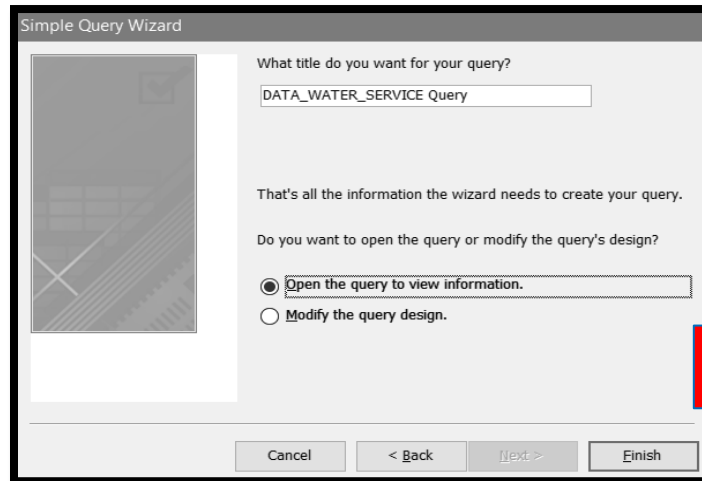 Simple Query Wizard
What title do you want for your query?
DATA_WATER_SERVICE Query
That's all the information the wizard needs to create your query.
Do you want to open the query or modify the query's design?
Open the query to view information.
Modify the query design.
Cancel
< Back
Next >
Finish